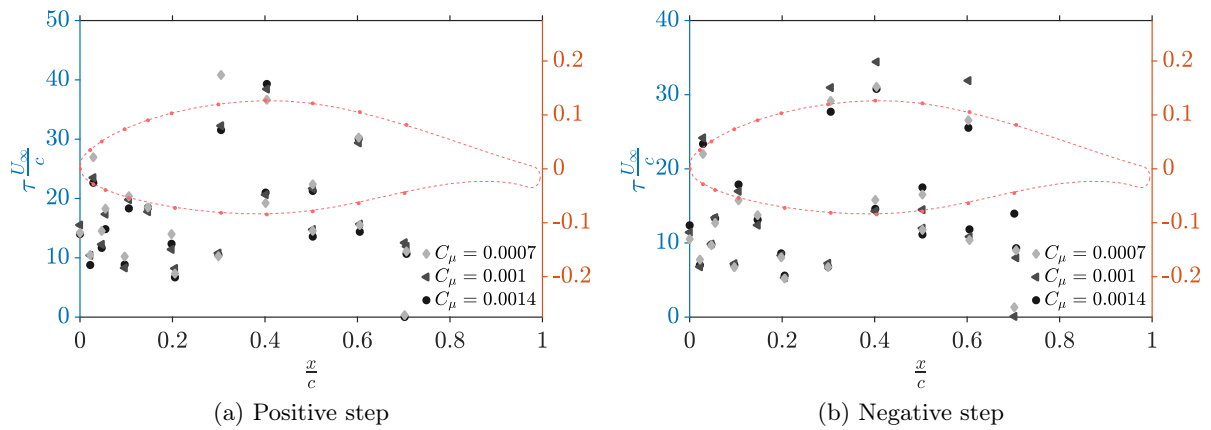 50
40
30
20
10
0
τ U∞/c
0.2
0.1
0
-0.1
-0.2
Cμ = 0.0007
Cμ = 0.001
Cμ = 0.0014
0 0.2 0.4 0.6 0.8 1
x/c
(a) Positive step
40
30
20
10
0
τ U∞/c
0.2
0.1
0
-0.1
-0.2
Cμ = 0.0007
Cμ = 0.001
Cμ = 0.0014
0 0.2 0.4 0.6 0.8 1
x/c
(b) Negative step